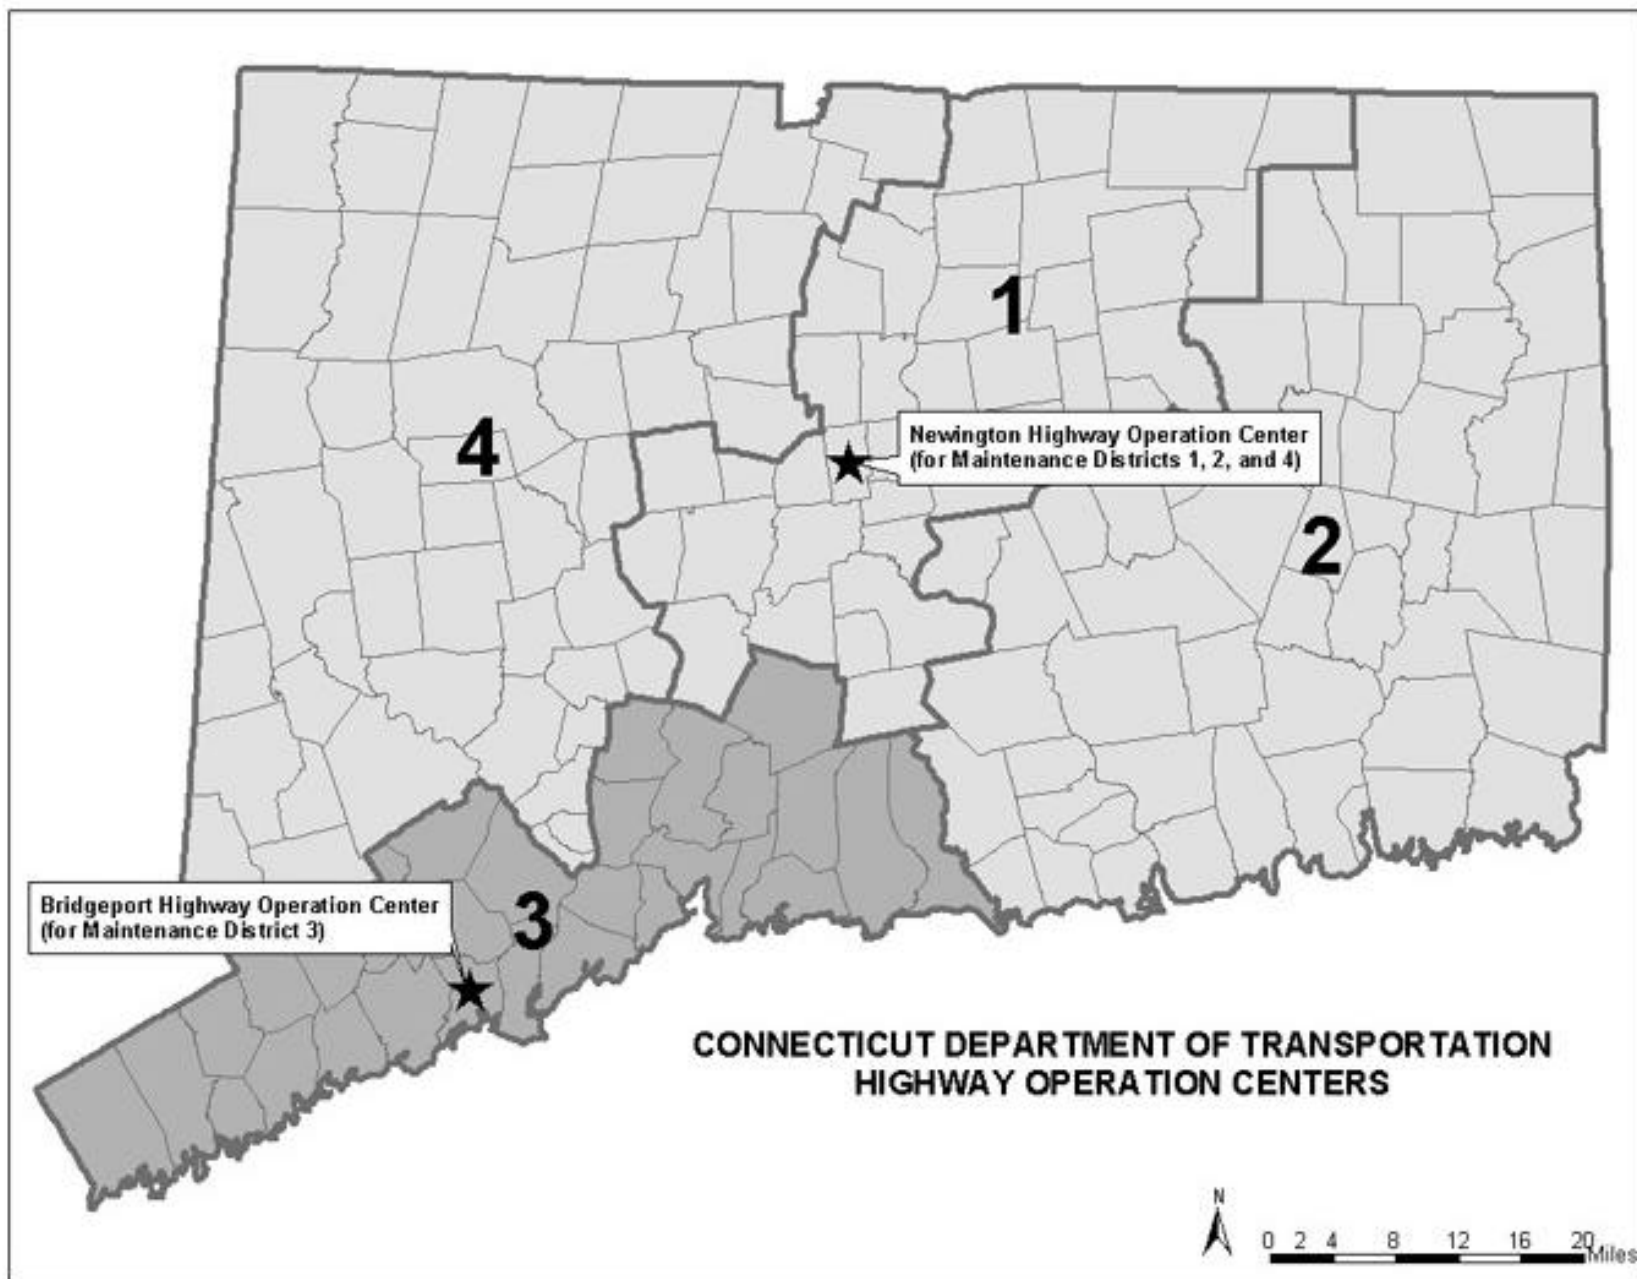 1
4
Newington Highway Operation Center
(for Maintenance Districts 1, 2, and 4)
2
Bridgeport Highway Operation Center
(for Maintenance District 3)
3
CONNECTICUT DEPARTMENT OF TRANSPORTATION
HIGHWAY OPERATION CENTERS
N
0 2 4 8 12 16 20
Miles